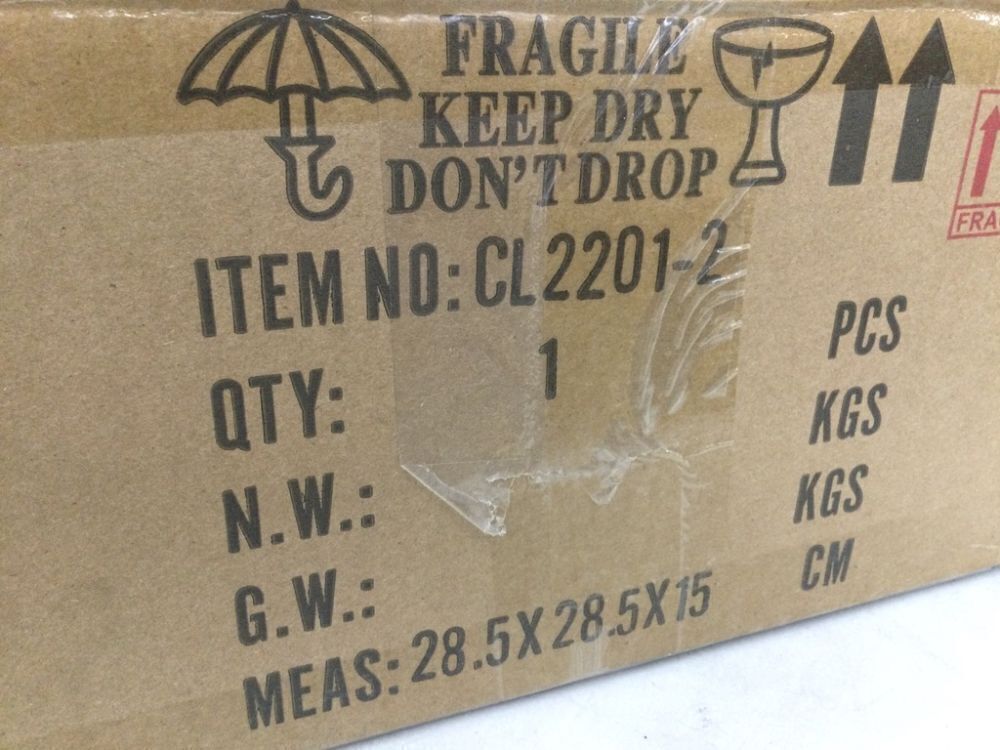 FRAGILE
KEEP DRY
DON'T DROP
ITEM NO: CL2201-2
QTY: 1 PCS
N.W.: KGS
G.W.: KGS
MEAS: 28.5X28.5X15 CM
FRA